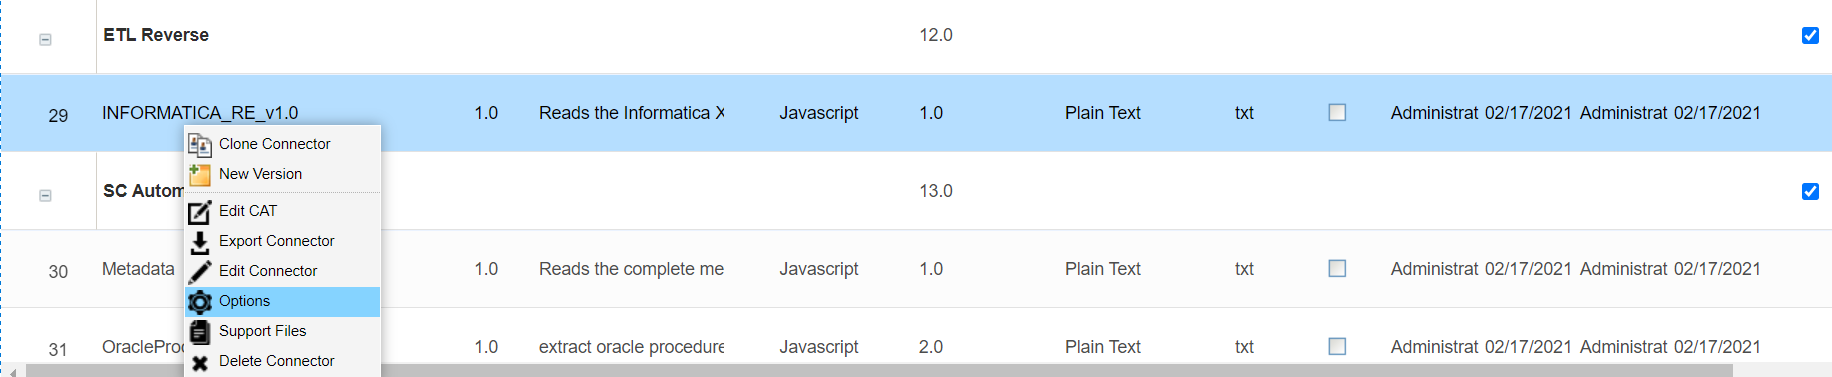 ETL Reverse 12.0
29 INFORMATICA_RE_v1.0 1.0 Reads the Informatica X Javascript 1.0 Plain Text txt Administrat 02/17/2021 Administrat 02/17/2021
Clone Connector
New Version
SC Autom 13.0
Edit CAT
Export Connector
30 Metadata 1.0 Reads the complete me Javascript 1.0 Plain Text txt Administrat 02/17/2021 Administrat 02/17/2021
Edit Connector
Options
Support Files
31 OracleProc 1.0 extract oracle procedure Javascript 2.0 Plain Text txt Administrat 02/17/2021 Administrat 02/17/2021
Delete Connector